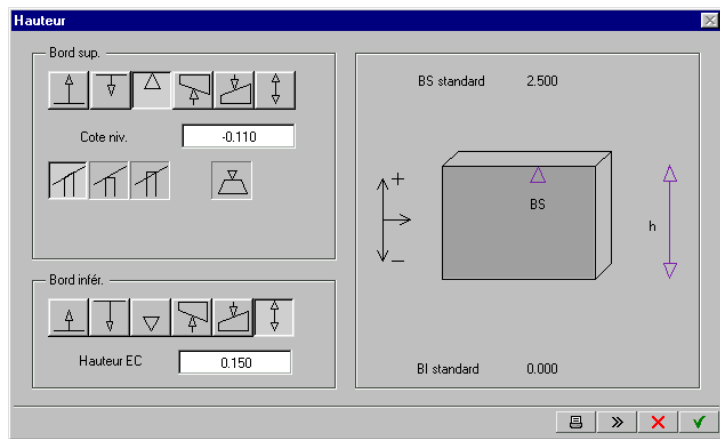 Hauteur
Bord sup.
Cote niv.
-0.110
Bord infér.
Hauteur EC
0.150
BS standard
2.500
+
BS
h
–
BI standard
0.000